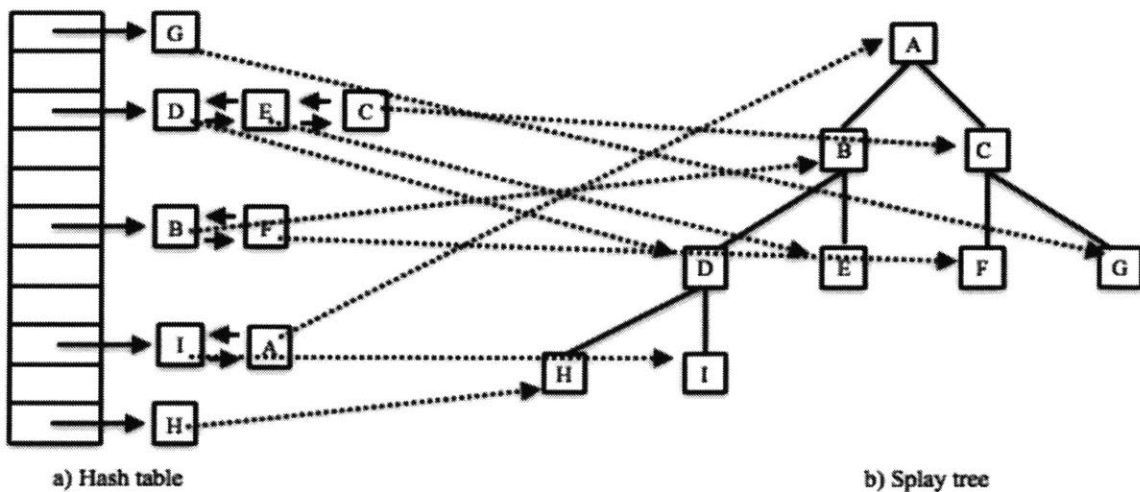 G
A
D E C
B C
B F
D E F G
I A
H I
H
a) Hash table b) Splay tree